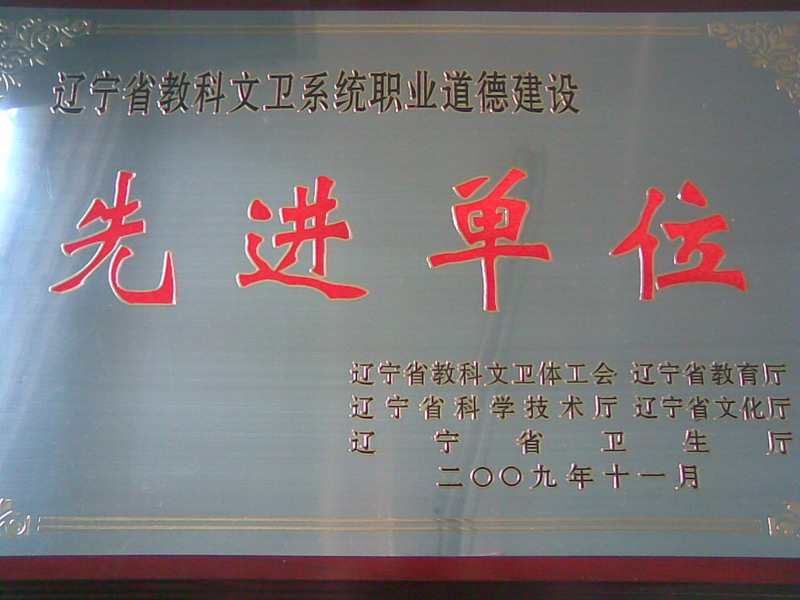 辽宁省教科文卫系统职业道德建设
先进单位
辽宁省教科文卫体工会 辽宁省教育厅
辽宁省科学技术厅 辽宁省文化厅
辽宁省卫生厅
二〇〇九年十一月